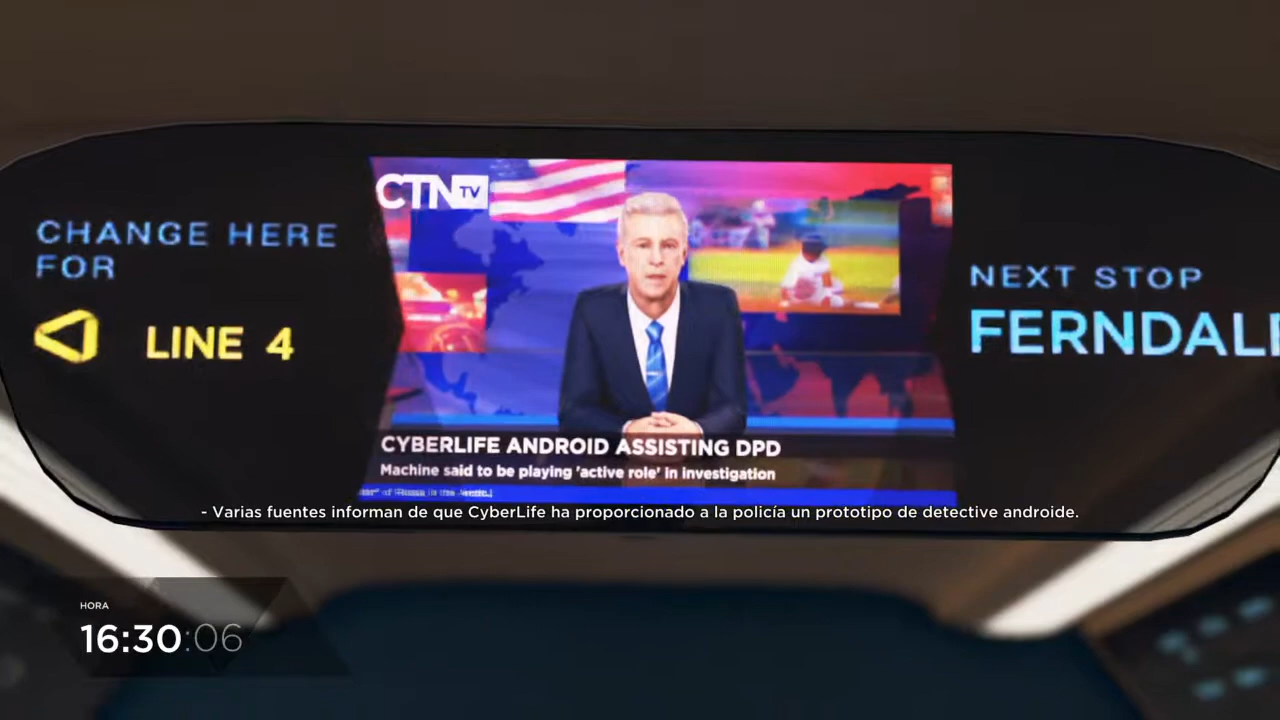 CHANGE HERE
FOR
LINE 4
CTN TV
CYBERLIFE ANDROID ASSISTING DPD
Machine said to be playing 'active role' in investigation
NEXT STOP
FERNDALE
- Varias fuentes informan de que CyberLife ha proporcionado a la policía un prototipo de detective androide.
HORA
16:30:06